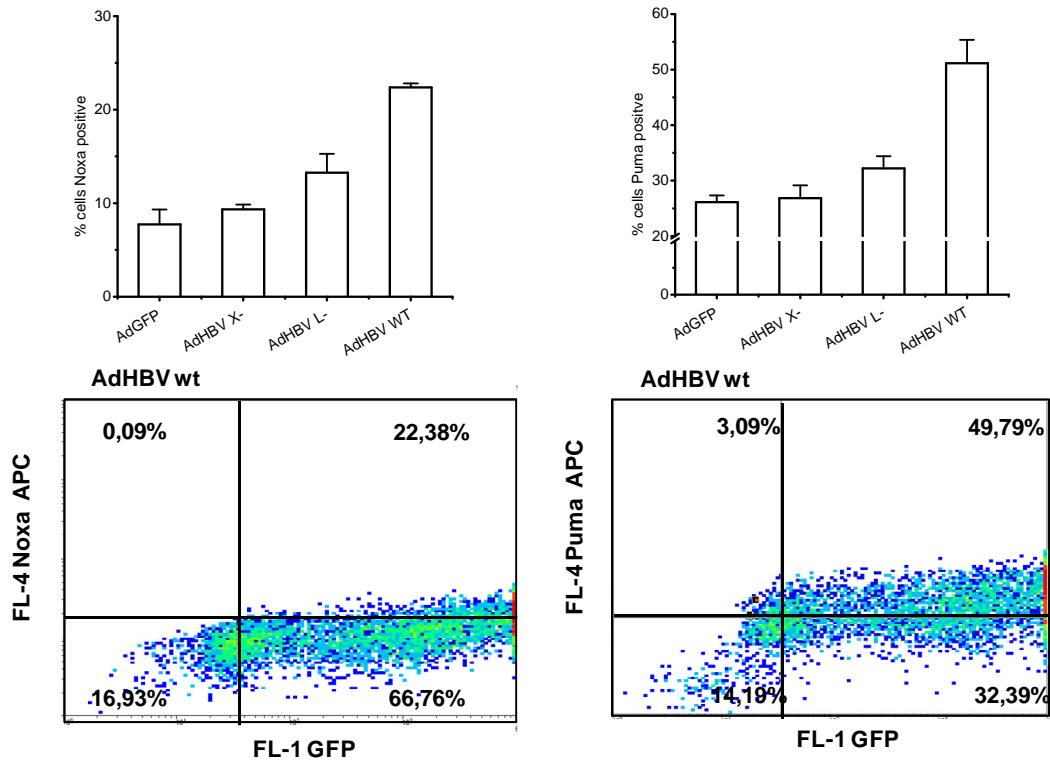 % cells Noxa positive
30
20
10
0
AdGFP
AdHBV X-
AdHBV L-
AdHBV WT
% cells Puma positve
60
50
40
30
20
0
AdGFP
AdHBV X-
AdHBV L-
AdHBV WT
AdHBV wt
FL-4 Noxa APC
0,09%
22,38%
16,93%
66,76%
FL-1 GFP
AdHBV wt
FL-4 Puma APC
3,09%
49,79%
14,19%
32,39%
FL-1 GFP